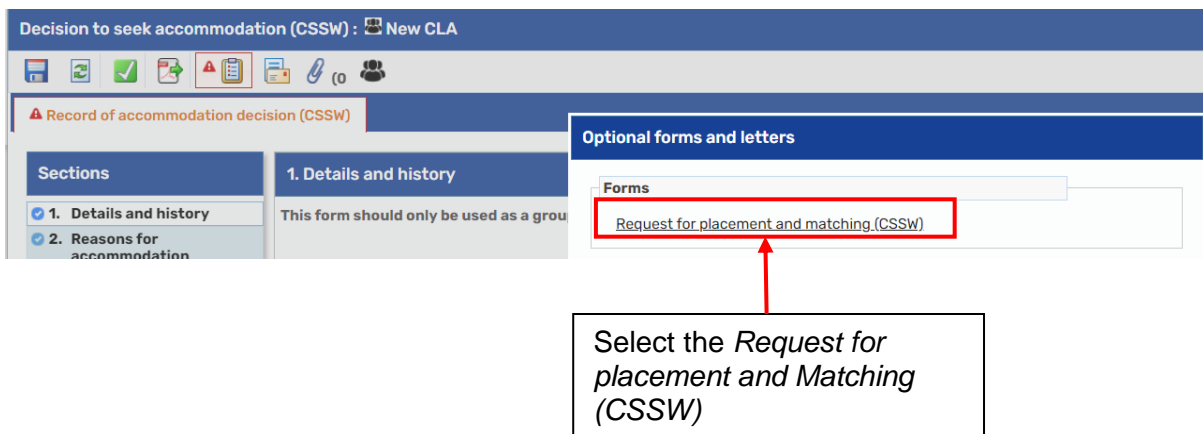 Decision to seek accommodation (CSSW) : New CLA
(0
Record of accommodation decision (CSSW)
Sections
1. Details and history
2. Reasons for
accommodation
1. Details and history
This form should only be used as a
Optional forms and letters
Forms
Request for placement and matching (CSSW)
Select the Request for
placement and Matching
(CSSW)